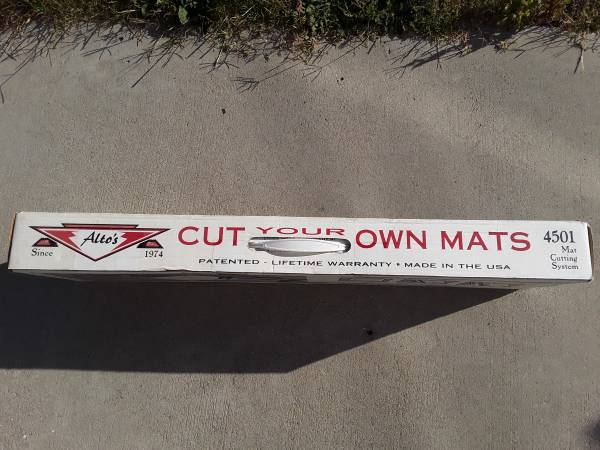 Alto's
Since 1974
CUT YOUR OWN MATS
PATENTED - LIFETIME WARRANTY • MADE IN THE USA
4501
Mat
Cutting
System